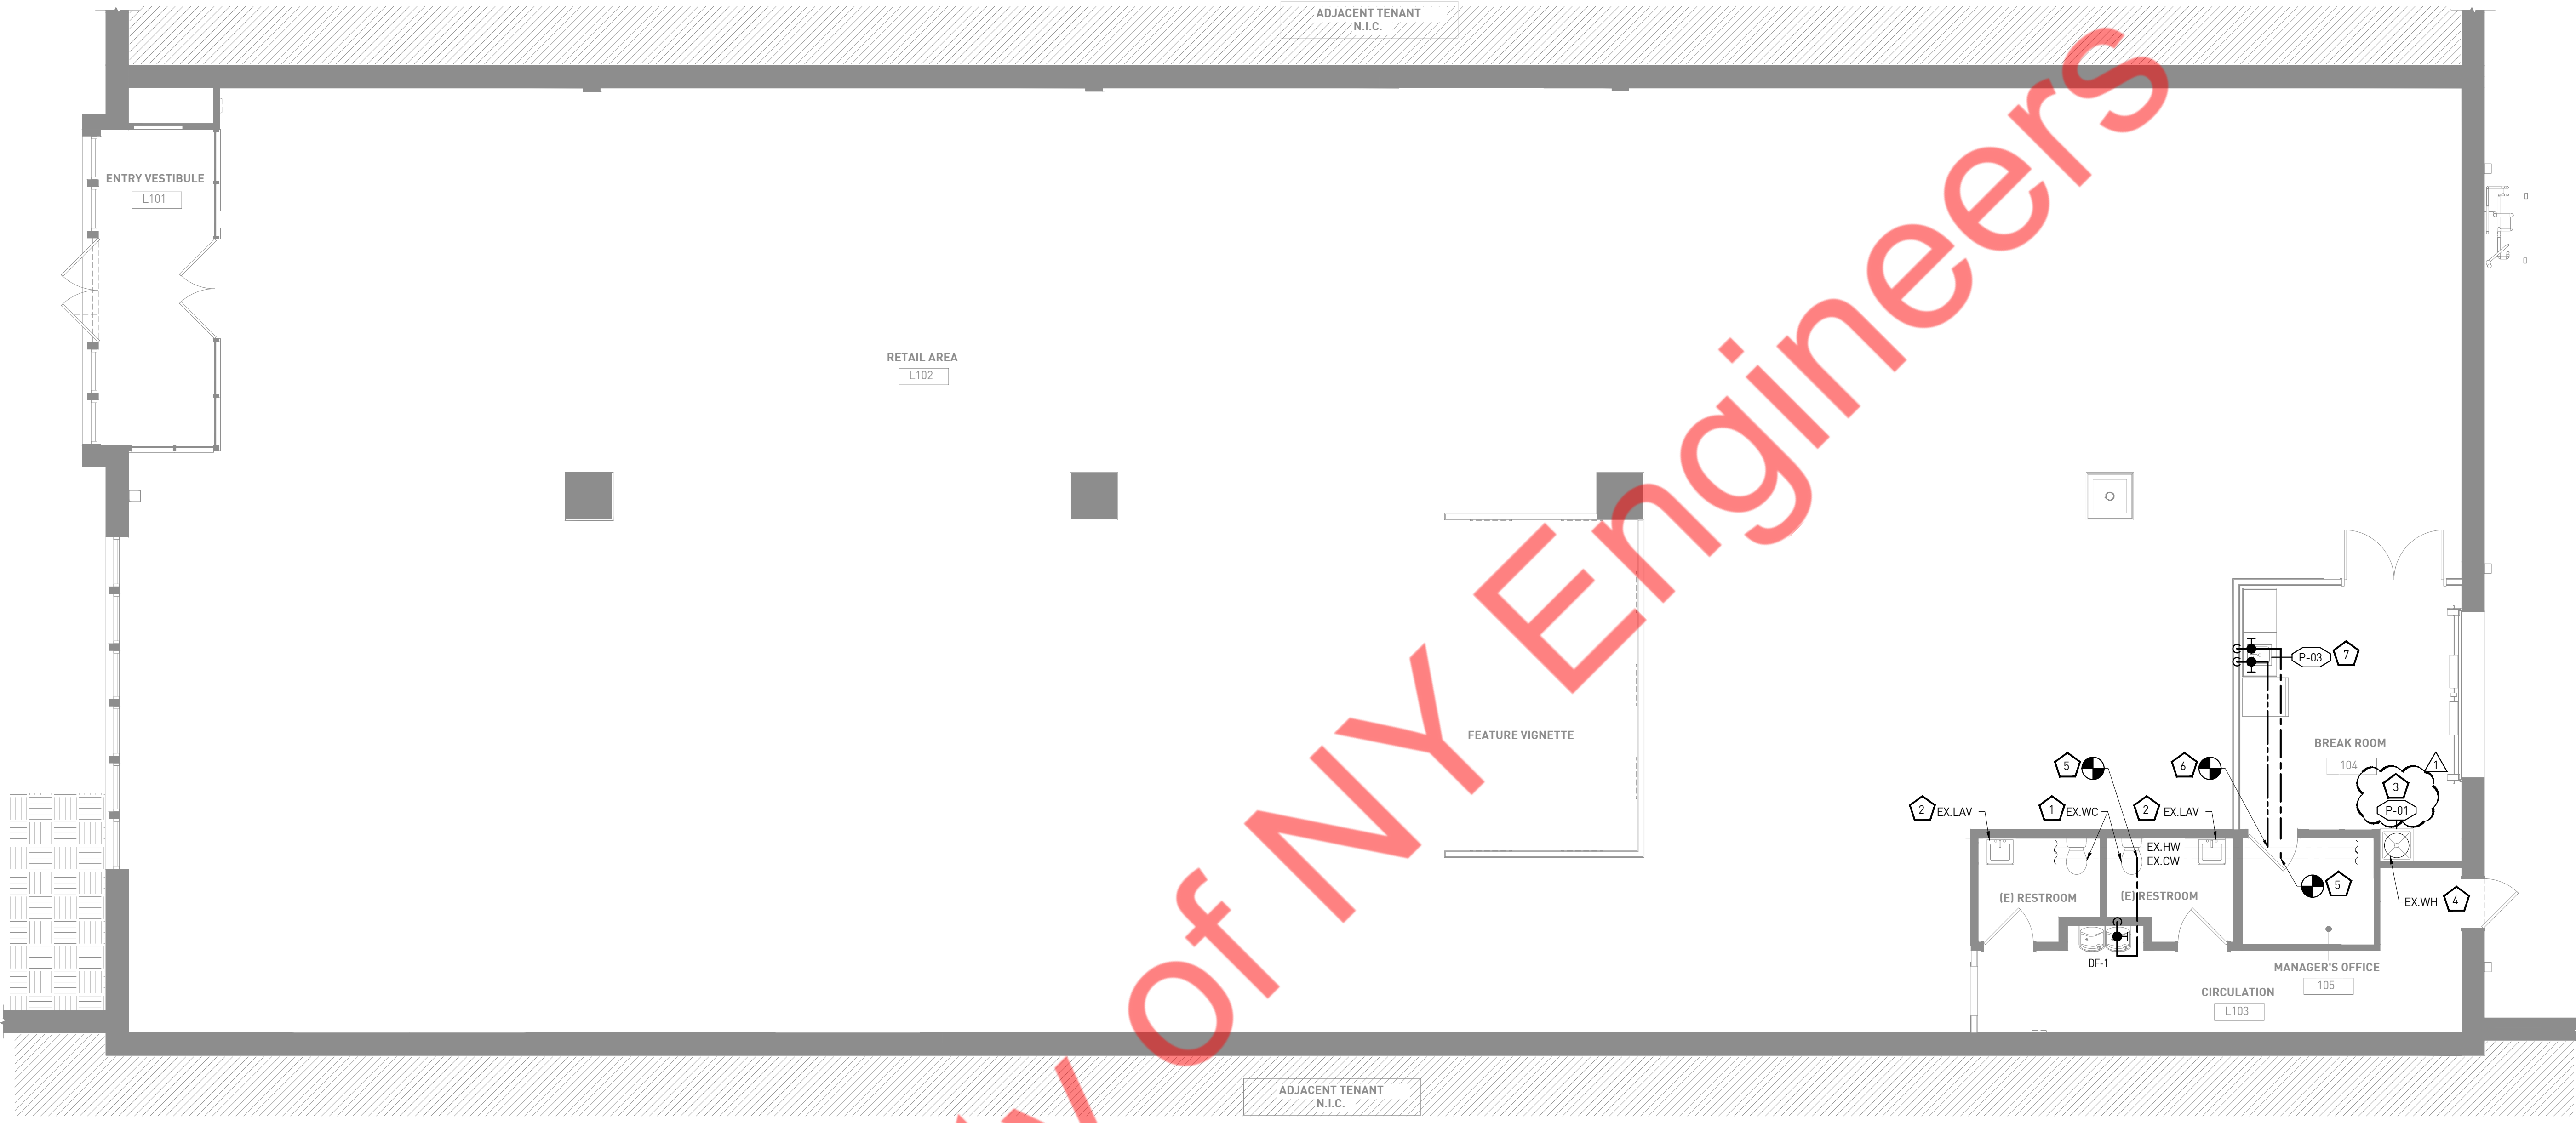 ADJACENT TENANT
N.I.C.
ENTRY VESTIBULE
L101
RETAIL AREA
L102
P-03
7
FEATURE VIGNETTE
BREAK ROOM
104
1
5
6
3
P-01
2
EX.LAV
1
EX.WC
2
EX.LAV
EX.HW
EX.CW
5
(E) RESTROOM
(E) RESTROOM
EX.WH
4
DF-1
MANAGER'S OFFICE
105
CIRCULATION
L103
ADJACENT TENANT
N.I.C.
of NY Engineers